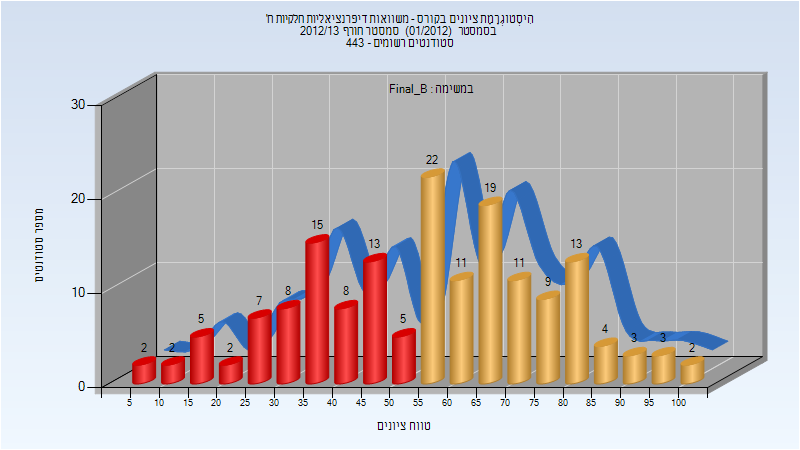 היסטוגרמת ציונים בקורס - משוואות דיפרנציאליות חלקיות ח'
בסמסטר (01/2012) סמסטר חורף 2012/13
סטודנטים רשומים - 443
במשימה : Final_B
מספר סטודנטים
30
20
10
0
2 2 5 2 7 8 15 8 13 5 22 11 19 11 9 13 4 3 3 2
5 10 15 20 25 30 35 40 45 50 55 60 65 70 75 80 85 90 95 100
טווח ציונים